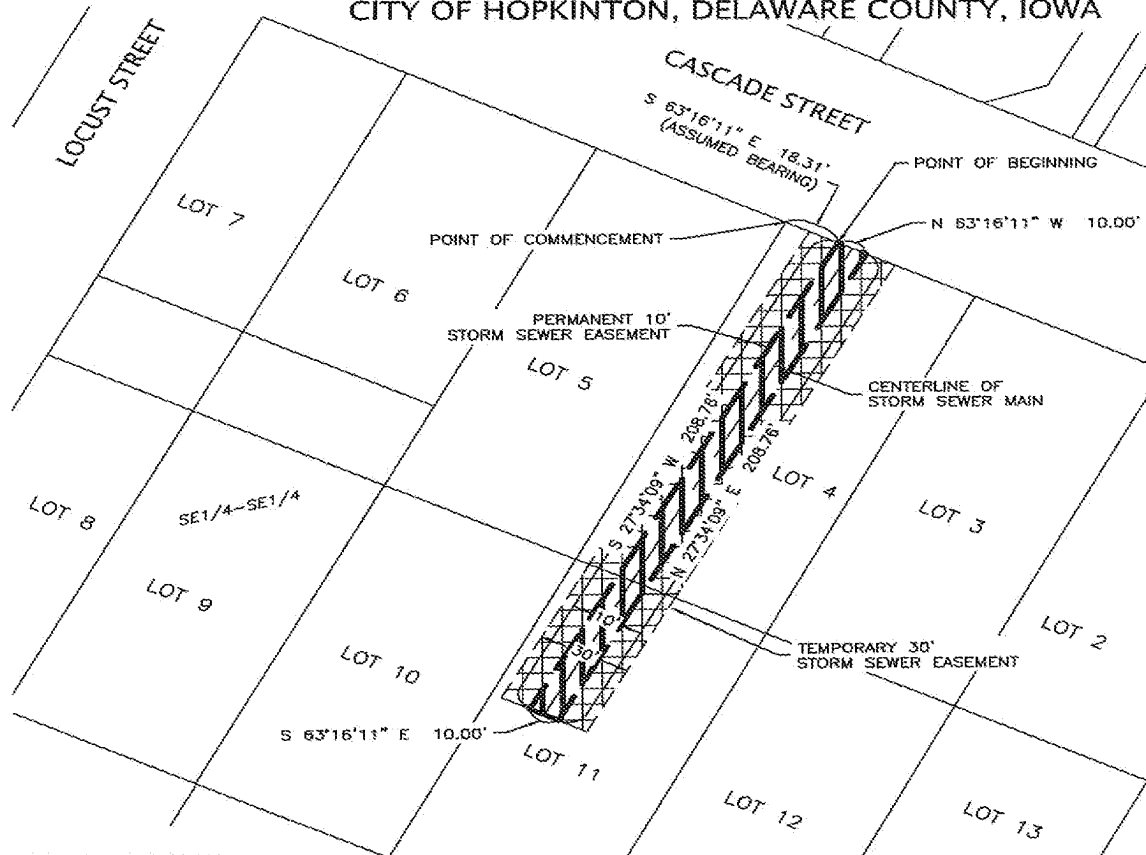 CITY OF HOPKINTON, DELAWARE COUNTY, IOWA
LOCUST STREET
CASCADE STREET
S 63°16'11" E 18.31'
(ASSUMED BEARING)
POINT OF BEGINNING
N 63°16'11" W 10.00'
POINT OF COMMENCEMENT
LOT 7
LOT 6
PERMANENT 10'
STORM SEWER EASEMENT
LOT 5
CENTERLINE OF
STORM SEWER MAIN
S 27°34'09" W 208.76'
N 27°34'09" E 208.76'
LOT 4
LOT 3
LOT 8
SE1/4-SE1/4
LOT 9
10'
30'
LOT 2
TEMPORARY 30'
STORM SEWER EASEMENT
LOT 10
S 63°16'11" E 10.00'
LOT 11
LOT 12
LOT 13